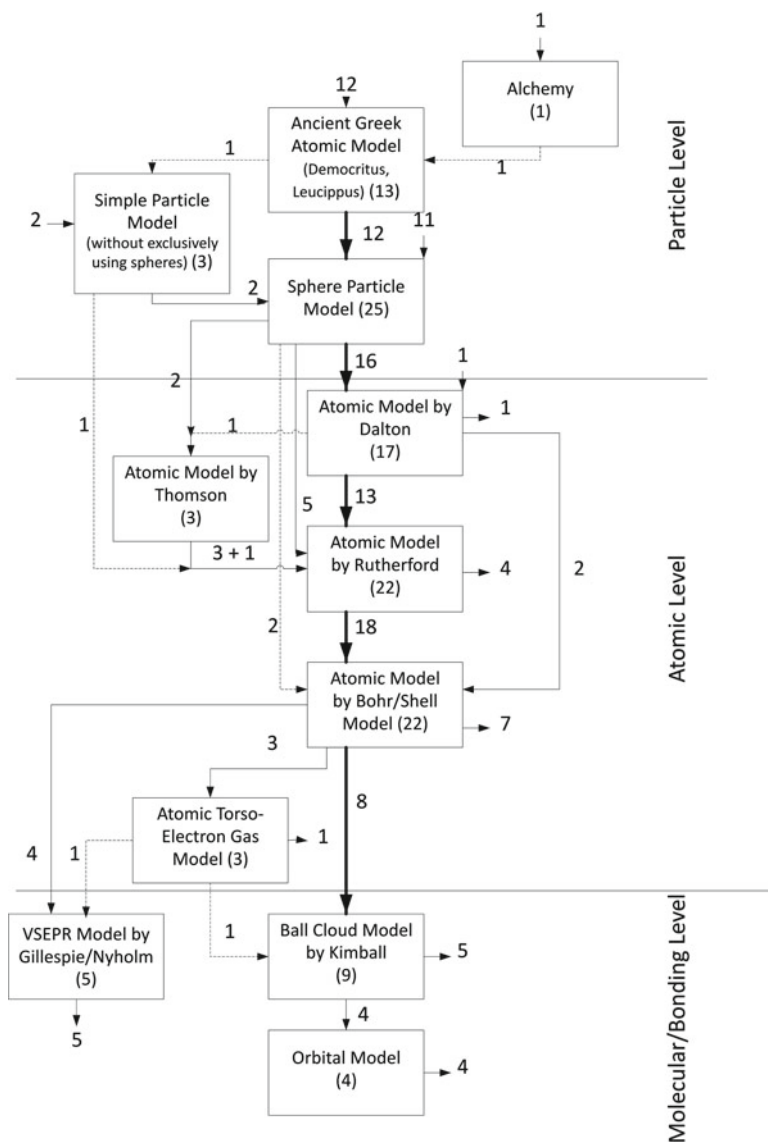 1
Alchemy
(1)
12
Ancient Greek
Atomic Model
(Democritus,
Leucippus) (13)
1
1
Simple Particle
Model
(without exclusively
using spheres) (3)
2
12
11
Particle Level
2
Sphere Particle
Model (25)
16
1
2
Atomic Model by
Dalton
(17)
1
1
1
Atomic Model by
Thomson
(3)
13
5
3 + 1
Atomic Model
by Rutherford
(22)
4
2
18
2
Atomic Level
Atomic Model
by Bohr/Shell
Model (22)
7
3
8
Atomic Torso-
Electron Gas
Model (3)
1
4
1
VSEPR Model by
Gillespie/Nyholm
(5)
5
1
Ball Cloud Model
by Kimball
(9)
5
4
Orbital Model
(4)
4
Molecular/Bonding Level